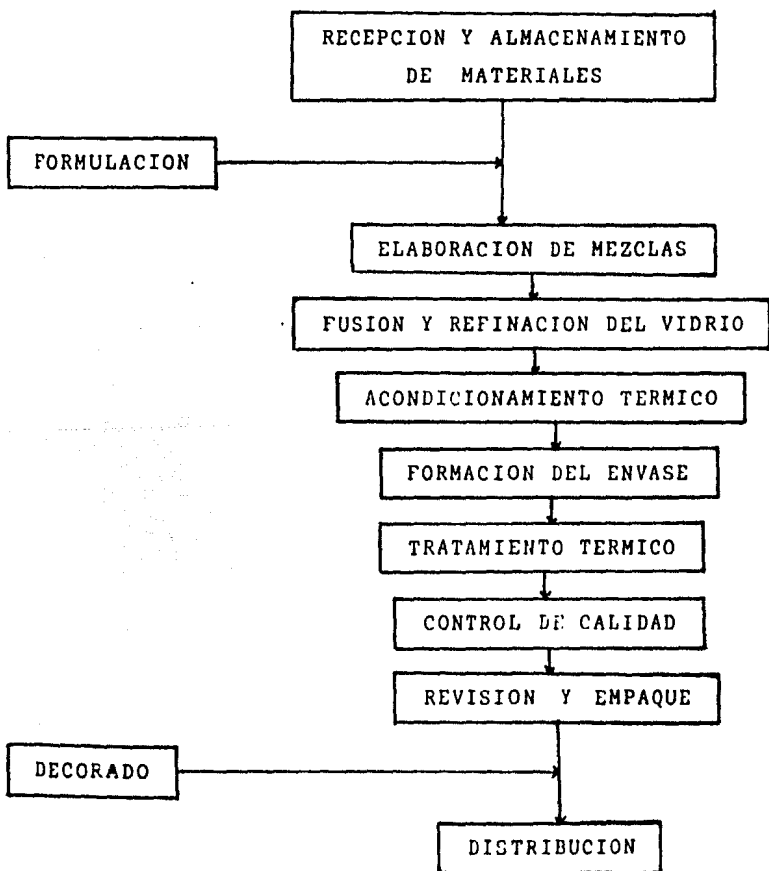 RECEPCION Y ALMACENAMIENTO
DE MATERIALES
FORMULACION
ELABORACION DE MEZCLAS
FUSION Y REFINACION DEL VIDRIO
ACONDICIONAMIENTO TERMICO
FORMACION DEL ENVASE
TRATAMIENTO TERMICO
CONTROL DE CALIDAD
REVISION Y EMPAQUE
DECORADO
DISTRIBUCION